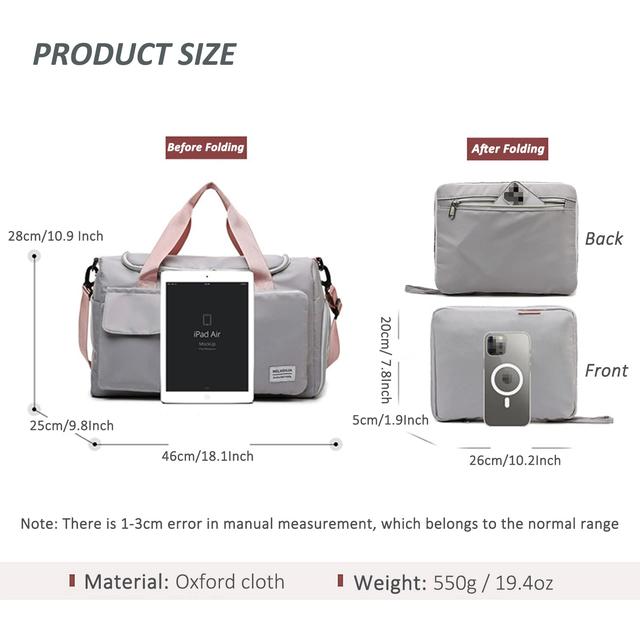 PRODUCT SIZE
Before Folding
After Folding
28cm/10.9 Inch
iPad Air
MockUp
Back
20cm/ 7.8Inch
Front
25cm/9.8Inch
5cm/1.9Inch
46cm/18.1Inch
26cm/10.2Inch
Note: There is 1-3cm error in manual measurement, which belongs to the normal range
Material: Oxford cloth
Weight: 550g / 19.4oz